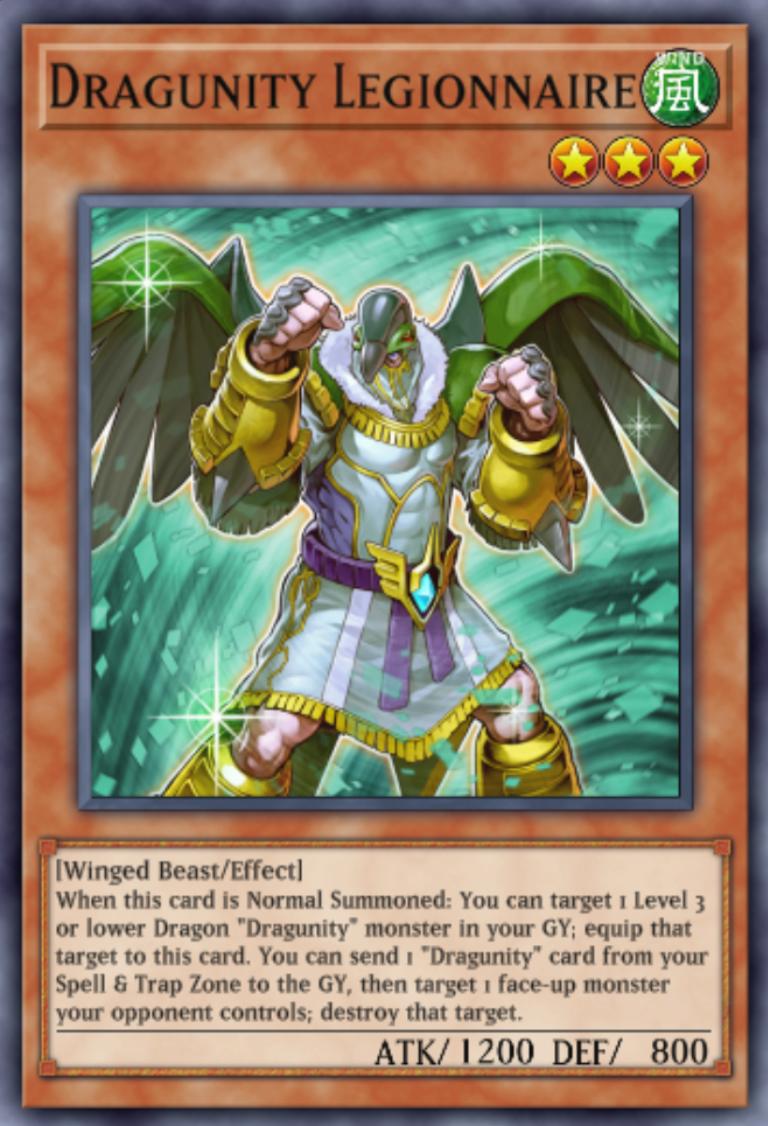 Dragunity Legionnaire
WIND
風
[Winged Beast/Effect]
When this card is Normal Summoned: You can target 1 Level 3
or lower Dragon "Dragunity" monster in your GY; equip that
target to this card. You can send 1 "Dragunity" card from your
Spell & Trap Zone to the GY, then target 1 face-up monster
your opponent controls; destroy that target.
ATK/ 1200 DEF/ 800